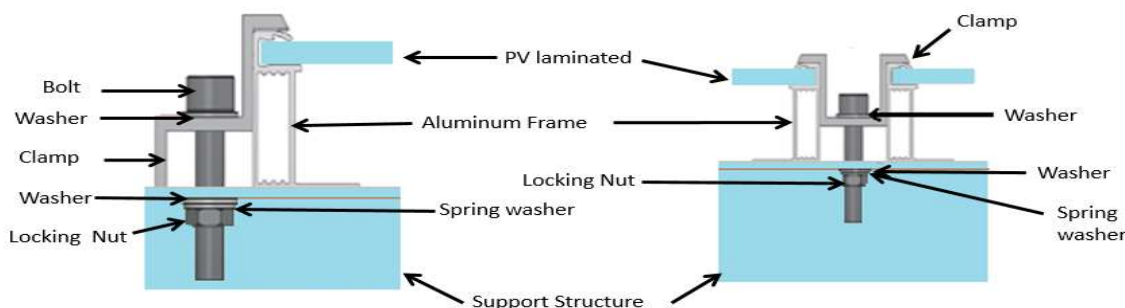 Clamp
PV laminated
Bolt
Washer
Aluminum Frame
Washer
Clamp
Washer
Spring washer
Locking Nut
Locking Nut
Washer
Spring
washer
Support Structure